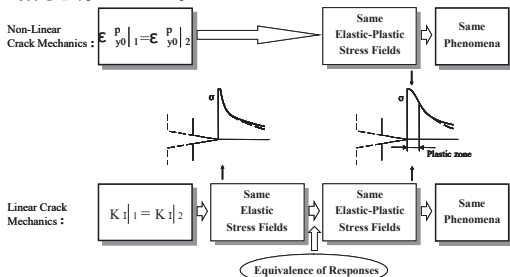 Non-Linear
Crack Mechanics :
ε p y0|1 = ε p y0|2
Same
Elastic-Plastic
Stress Fields
Same
Phenomena
σ
σ
Plastic zone
Linear Crack
Mechanics :
K I|1 = K I|2
Same
Elastic
Stress Fields
Same
Elastic-Plastic
Stress Fields
Same
Phenomena
Equivalence of Responses